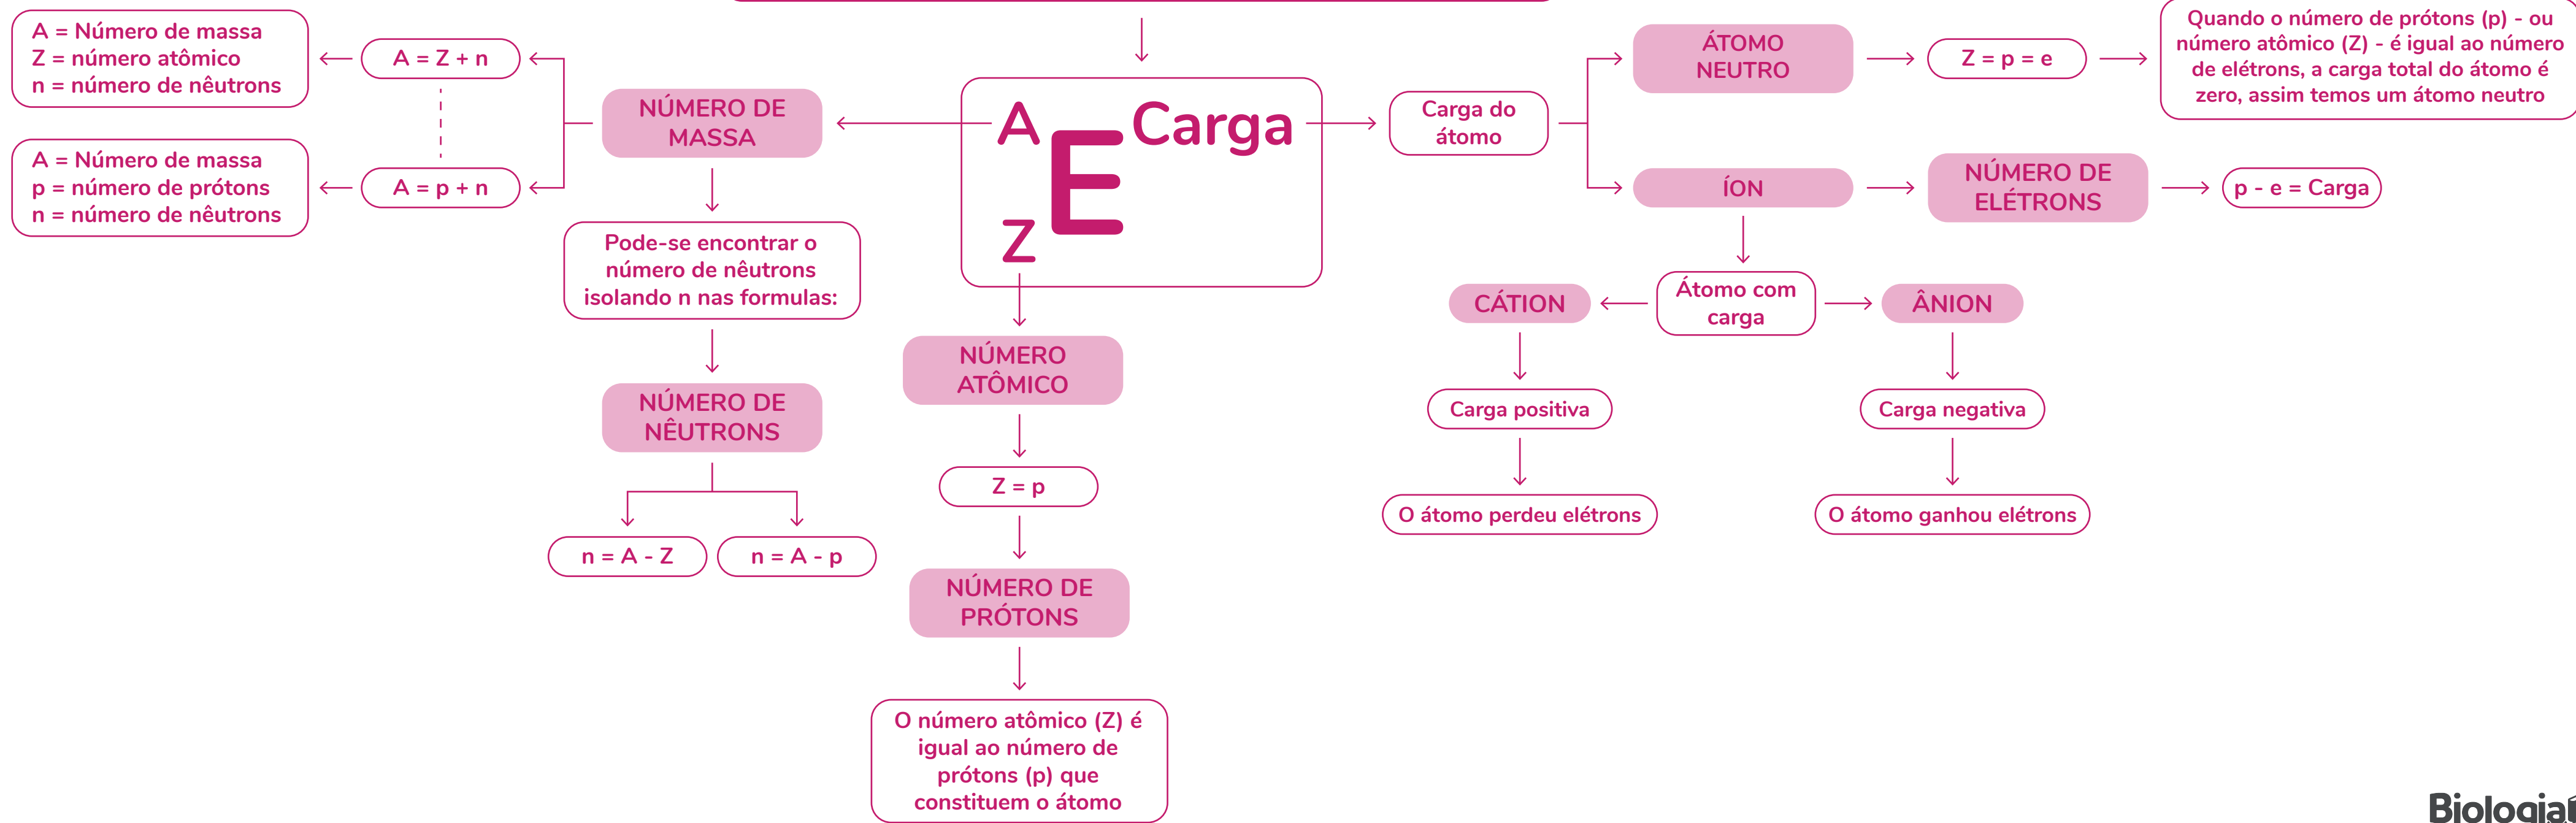 A = Número de massa
Z = número atômico
n = número de nêutrons
A = Z + n
A = Número de massa
p = número de prótons
n = número de nêutrons
A = p + n
NÚMERO DE
MASSA
Pode-se encontrar o
número de nêutrons
isolando n nas formulas:
NÚMERO DE
NÊUTRONS
n = A - Z
n = A - p
A
E
Carga
Z
NÚMERO
ATÔMICO
Z = p
NÚMERO DE
PRÓTONS
O número atômico (Z) é
igual ao número de
prótons (p) que
constituem o átomo
Carga do
átomo
ÁTOMO
NEUTRO
Z = p = e
Quando o número de prótons (p) - ou
número atômico (Z) - é igual ao número
de elétrons, a carga total do átomo é
zero, assim temos um átomo neutro
ÍON
NÚMERO DE
ELÉTRONS
p - e = Carga
Átomo com
carga
CÁTION
Carga positiva
O átomo perdeu elétrons
ÂNION
Carga negativa
O átomo ganhou elétrons
Biologia